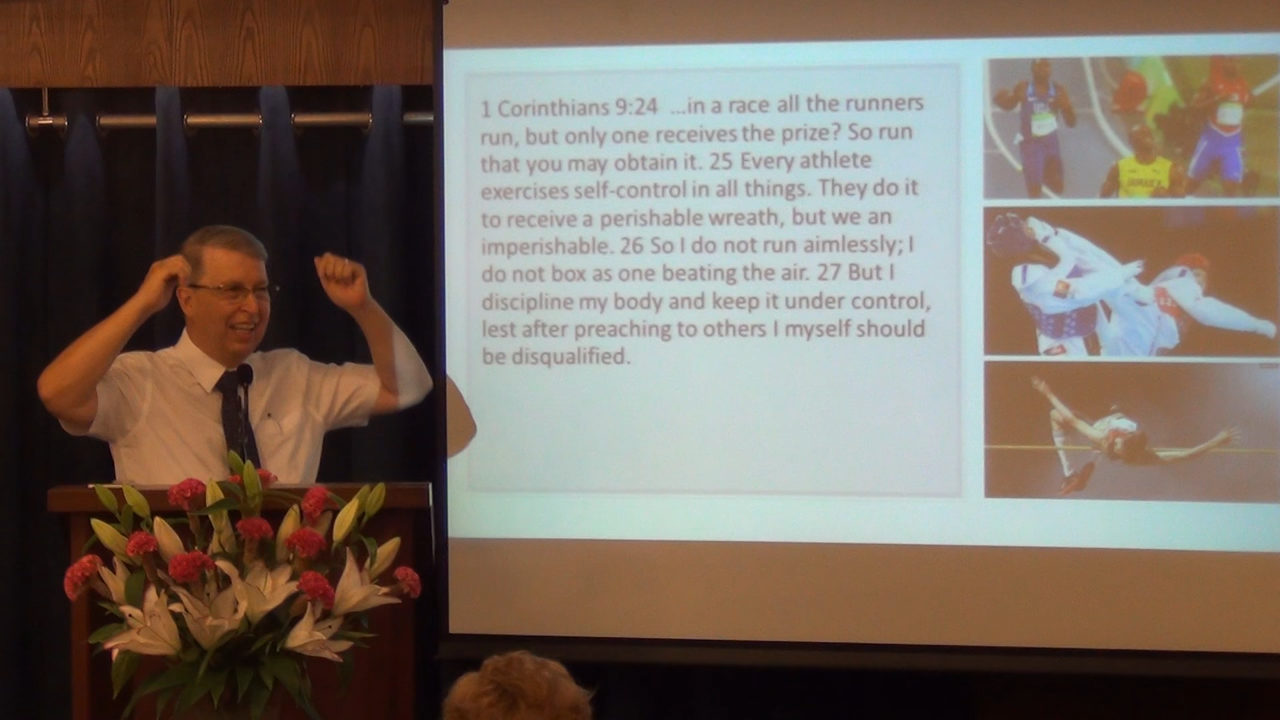 1 Corinthians 9:24 ...in a race all the runners
run, but only one receives the prize? So run
that you may obtain it. 25 Every athlete
exercises self-control in all things. They do it
to receive a perishable wreath, but we an
imperishable. 26 So I do not run aimlessly; I
do not box as one beating the air. 27 But I
discipline my body and keep it under control,
lest after preaching to others I myself should
be disqualified.
JAMAICA